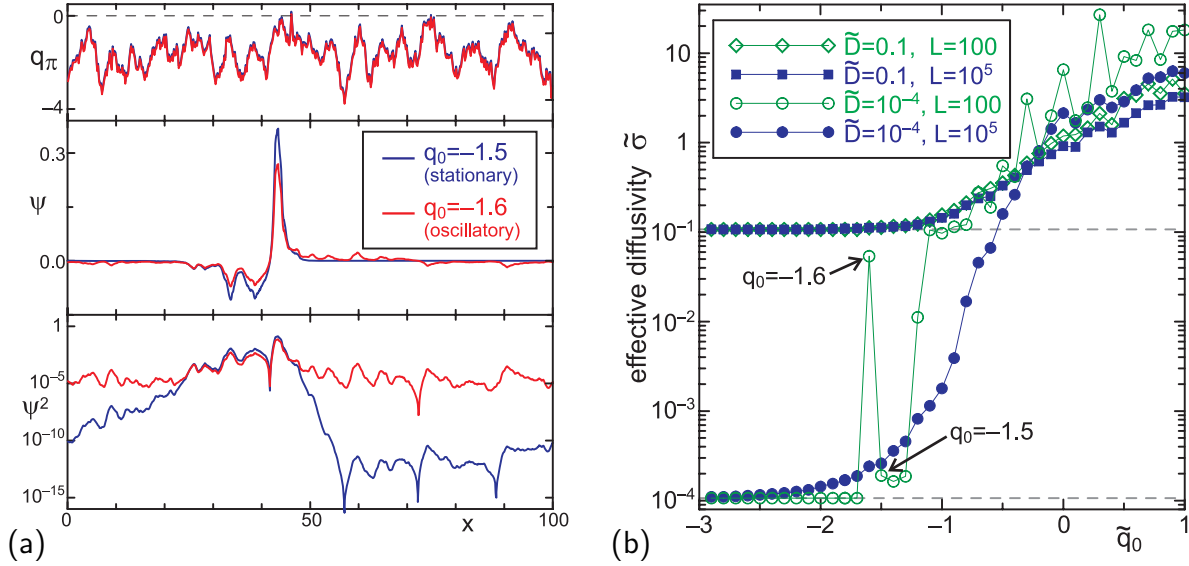 0
qπ
−4
0.3
ψ
0.0
q0=−1.5
(stationary)
q0=−1.6
(oscillatory)
1
10−5
ψ2
10−10
10−15
0
50
x
100
(a)
D̃=0.1, L=100
D̃=0.1, L=105
D̃=10−4, L=100
D̃=10−4, L=105
effective diffusivity σ̃
10
1
10−1
10−2
10−3
10−4
q0=−1.6
q0=−1.5
−3
−2
−1
0
q̃0
1
(b)